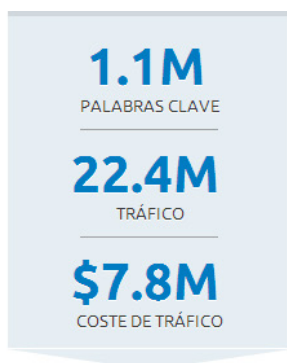 1.1M
PALABRAS CLAVE
22.4M
TRÁFICO
$7.8M
COSTE DE TRÁFICO